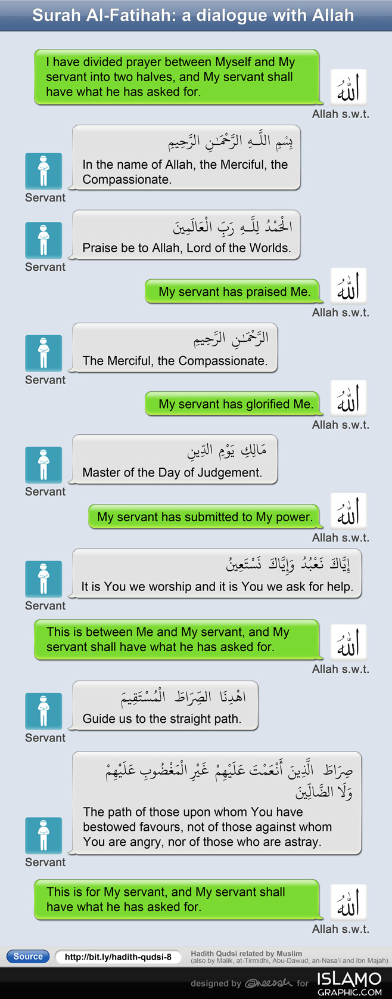 Surah Al-Fatihah: a dialogue with Allah
I have divided prayer between Myself and My
servant into two halves, and My servant shall
have what he has asked for.
الله
Allah s.w.t.
بِسْمِ اللَّـهِ الرَّحْمَـٰنِ الرَّحِيمِ
In the name of Allah, the Merciful, the
Compassionate.
Servant
الْحَمْدُ لِلَّـهِ رَبِّ الْعَالَمِينَ
Praise be to Allah, Lord of the Worlds.
Servant
My servant has praised Me.
الله
Allah s.w.t.
الرَّحْمَـٰنِ الرَّحِيمِ
The Merciful, the Compassionate.
Servant
My servant has glorified Me.
الله
Allah s.w.t.
مَالِكِ يَوْمِ الدِّينِ
Master of the Day of Judgement.
Servant
My servant has submitted to My power.
الله
Allah s.w.t.
إِيَّاكَ نَعْبُدُ وَإِيَّاكَ نَسْتَعِينُ
It is You we worship and it is You we ask for help.
Servant
This is between Me and My servant, and My
servant shall have what he has asked for.
الله
Allah s.w.t.
اهْدِنَا الصِّرَاطَ الْمُسْتَقِيمَ
Guide us to the straight path.
Servant
صِرَاطَ الَّذِينَ أَنْعَمْتَ عَلَيْهِمْ غَيْرِ الْمَغْضُوبِ عَلَيْهِمْ
وَلَا الضَّالِّينَ
The path of those upon whom You have
bestowed favours, not of those against whom
You are angry, nor of those who are astray.
Servant
This is for My servant, and My servant shall
have what he has asked for.
الله
Allah s.w.t.
Source
http://bit.ly/hadith-qudsi-8
Hadith Qudsi related by Muslim
(also by Malik, at-Tirmidhi, Abu-Dawud, an-Nasa'i and Ibn Majah)
designed by @neesah for
ISLAMO
GRAPHIC.COM